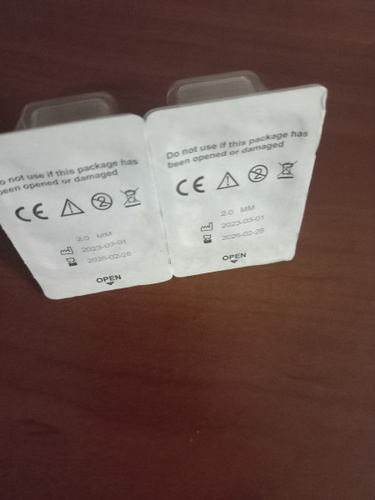 Do not use if this package has
been opened or damaged
CE
2
2.0 MM
2023-03-01
2026-02-28
OPEN
Do not use if this package has
been opened or damaged
CE
2
2.0 MM
2023-03-01
2026-02-28
OPEN